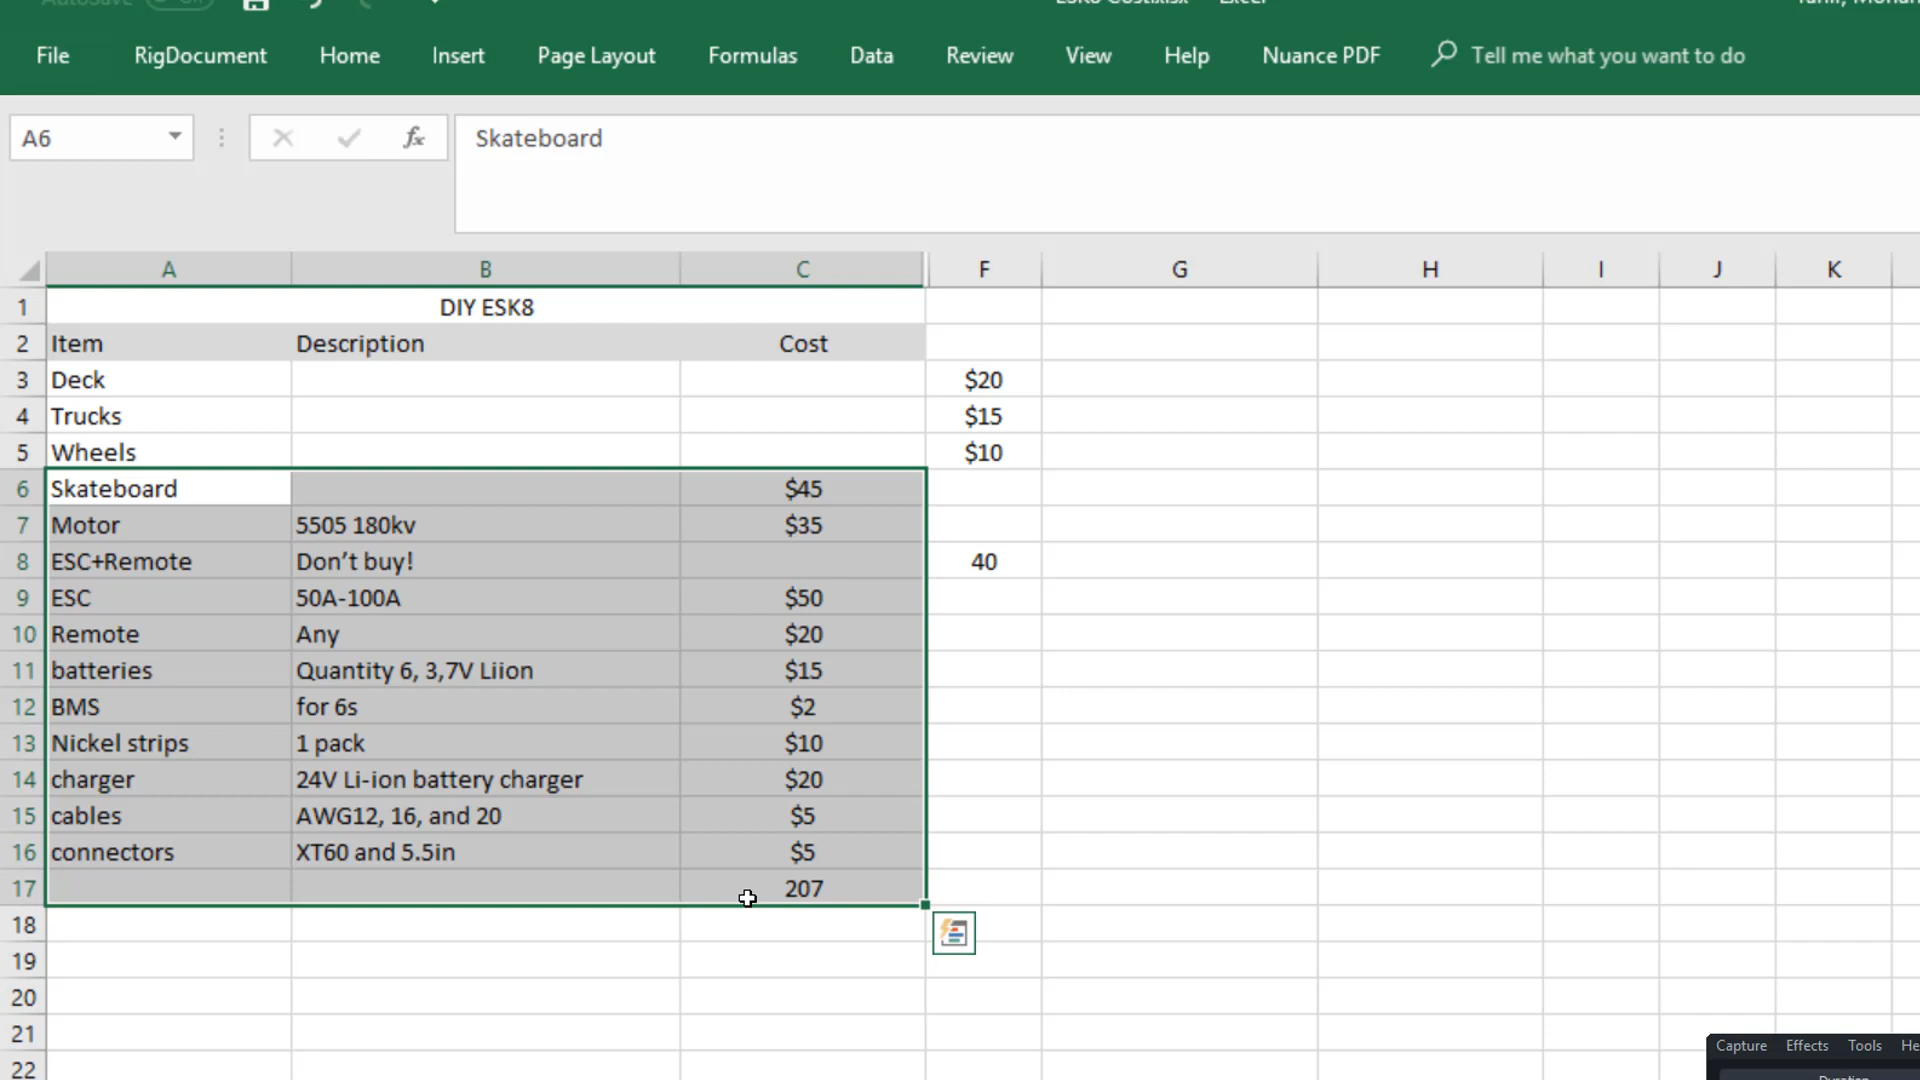 File RigDocument Home Insert Page Layout Formulas Data Review View Help Nuance PDF Tell me what you want to do
A6 fx Skateboard
A B C F G H I J K
1 DIY ESK8
2 Item Description Cost
3 Deck $20
4 Trucks $15
5 Wheels $10
6 Skateboard $45
7 Motor 5505 180kv $35
8 ESC+Remote Don’t buy! 40
9 ESC 50A-100A $50
10 Remote Any $20
11 batteries Quantity 6, 3,7V Liion $15
12 BMS for 6s $2
13 Nickel strips 1 pack $10
14 charger 24V Li-ion battery charger $20
15 cables AWG12, 16, and 20 $5
16 connectors XT60 and 5.5in $5
17 207
18
19
20
21
22
Capture Effects Tools He